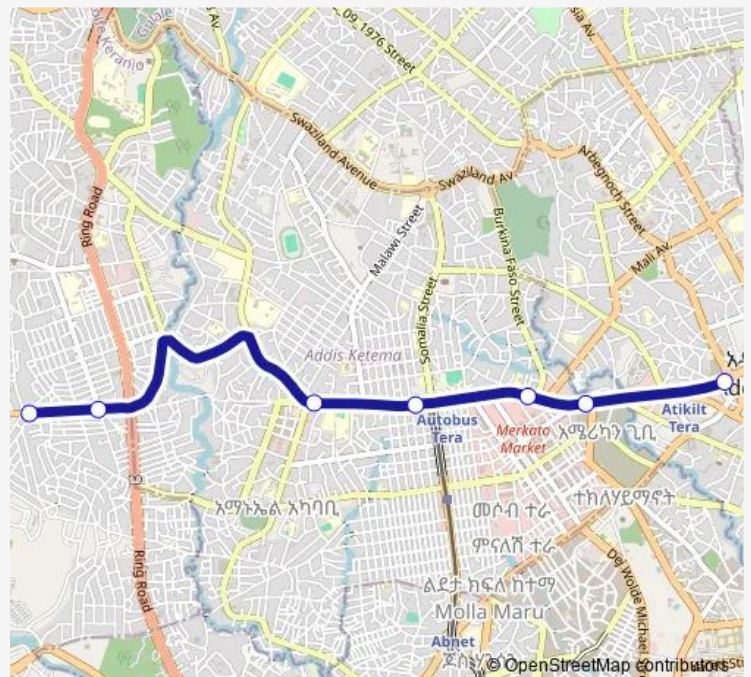 _09_1976 Street
Swaziland Avenue
Swaziland Av.
Arbegnoch Street
Ring Road
Malawi Street
Burkina Faso Street
Mali Av.
Somalia Street
Addis Ketema
Autobus
Tera
Merkato
Market
አሜሪካን ጊቢ
Atikilt
Tera
አማኑኤል አካባቢ
መሶብ ተራ
ተክለሃይማኖት
ምናለሽ ተራ
Ring Road
ልደታ ክፍለ ከተማ
Molla Maru
Abnet
© OpenStreetMap contributors